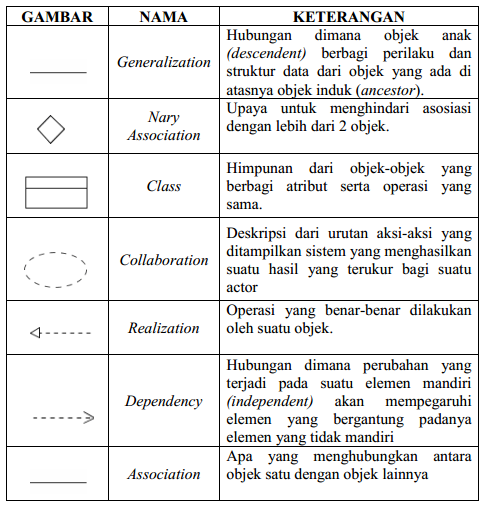 GAMBAR NAMA KETERANGAN
Generalization
Hubungan dimana objek anak
(descendent) berbagi perilaku dan
struktur data dari objek yang ada di
atasnya objek induk (ancestor).
Nary
Association
Upaya untuk menghindari asosiasi
dengan lebih dari 2 objek.
Class
Himpunan dari objek-objek yang
berbagi atribut serta operasi yang
sama.
Collaboration
Deskripsi dari urutan aksi-aksi yang
ditampilkan sistem yang menghasilkan
suatu hasil yang terukur bagi suatu
actor
Realization
Operasi yang benar-benar dilakukan
oleh suatu objek.
Dependency
Hubungan dimana perubahan yang
terjadi pada suatu elemen mandiri
(independent) akan mempegaruhi
elemen yang bergantung padanya
elemen yang tidak mandiri
Association
Apa yang menghubungkan antara
objek satu dengan objek lainnya